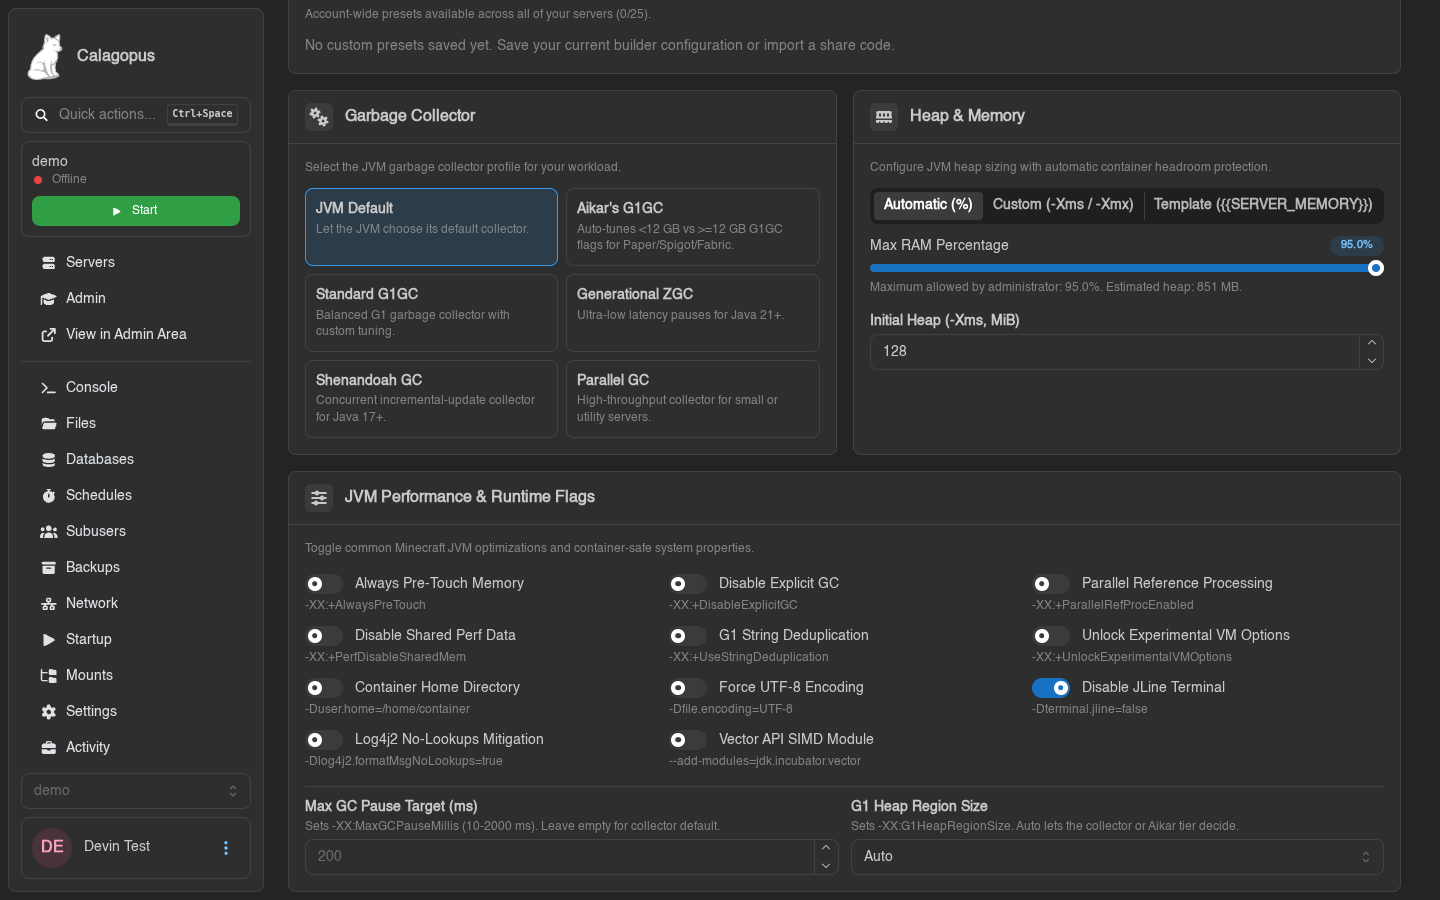 Calagopus
Quick actions... Ctrl+Space
demo
Offline
Start
Servers
Admin
View in Admin Area
Console
Files
Databases
Schedules
Subusers
Backups
Network
Startup
Mounts
Settings
Activity
demo
DE Devin Test
Account-wide presets available across all of your servers (0/25).
No custom presets saved yet. Save your current builder configuration or import a share code.
Garbage Collector
Select the JVM garbage collector profile for your workload.
JVM Default
Let the JVM choose its default collector.
Aikar's G1GC
Auto-tunes <12 GB vs >=12 GB G1GC
flags for Paper/Spigot/Fabric.
Standard G1GC
Balanced G1 garbage collector with
custom tuning.
Generational ZGC
Ultra-low latency pauses for Java 21+.
Shenandoah GC
Concurrent incremental-update collector
for Java 17+.
Parallel GC
High-throughput collector for small or
utility servers.
Heap & Memory
Configure JVM heap sizing with automatic container headroom protection.
Automatic (%) Custom (-Xms / -Xmx) Template ({{SERVER_MEMORY}})
Max RAM Percentage 95.0%
Maximum allowed by administrator: 95.0%. Estimated heap: 851 MB.
Initial Heap (-Xms, MiB)
128
JVM Performance & Runtime Flags
Toggle common Minecraft JVM optimizations and container-safe system properties.
Always Pre-Touch Memory
-XX:+AlwaysPreTouch
Disable Explicit GC
-XX:+DisableExplicitGC
Parallel Reference Processing
-XX:+ParallelRefProcEnabled
Disable Shared Perf Data
-XX:+PerfDisableSharedMem
G1 String Deduplication
-XX:+UseStringDeduplication
Unlock Experimental VM Options
-XX:+UnlockExperimentalVMOptions
Container Home Directory
-Duser.home=/home/container
Force UTF-8 Encoding
-Dfile.encoding=UTF-8
Disable JLine Terminal
-Dterminal.jline=false
Log4j2 No-Lookups Mitigation
-Dlog4j2.formatMsgNoLookups=true
Vector API SIMD Module
--add-modules=jdk.incubator.vector
Max GC Pause Target (ms)
Sets -XX:MaxGCPauseMillis (10-2000 ms). Leave empty for collector default.
200
G1 Heap Region Size
Sets -XX:G1HeapRegionSize. Auto lets the collector or Aikar tier decide.
Auto